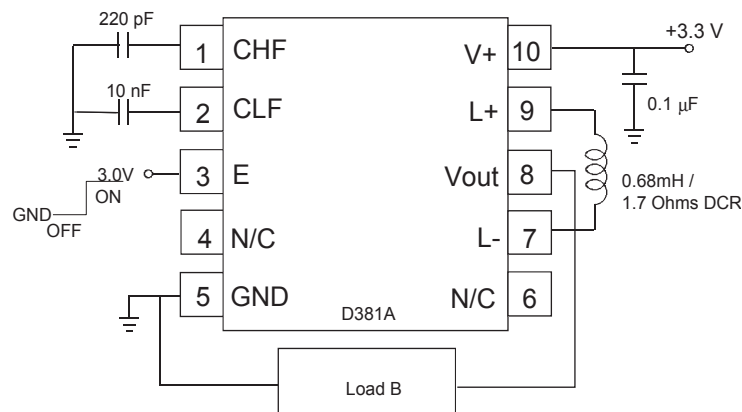 220 pF
1 CHF
V+ 10
+3.3 V
10 nF
2 CLF
L+ 9
0.1 μF
3.0V
ON
3 E
Vout 8
0.68mH /
1.7 Ohms DCR
GND
OFF
4 N/C
L- 7
5 GND
N/C 6
D381A
Load B